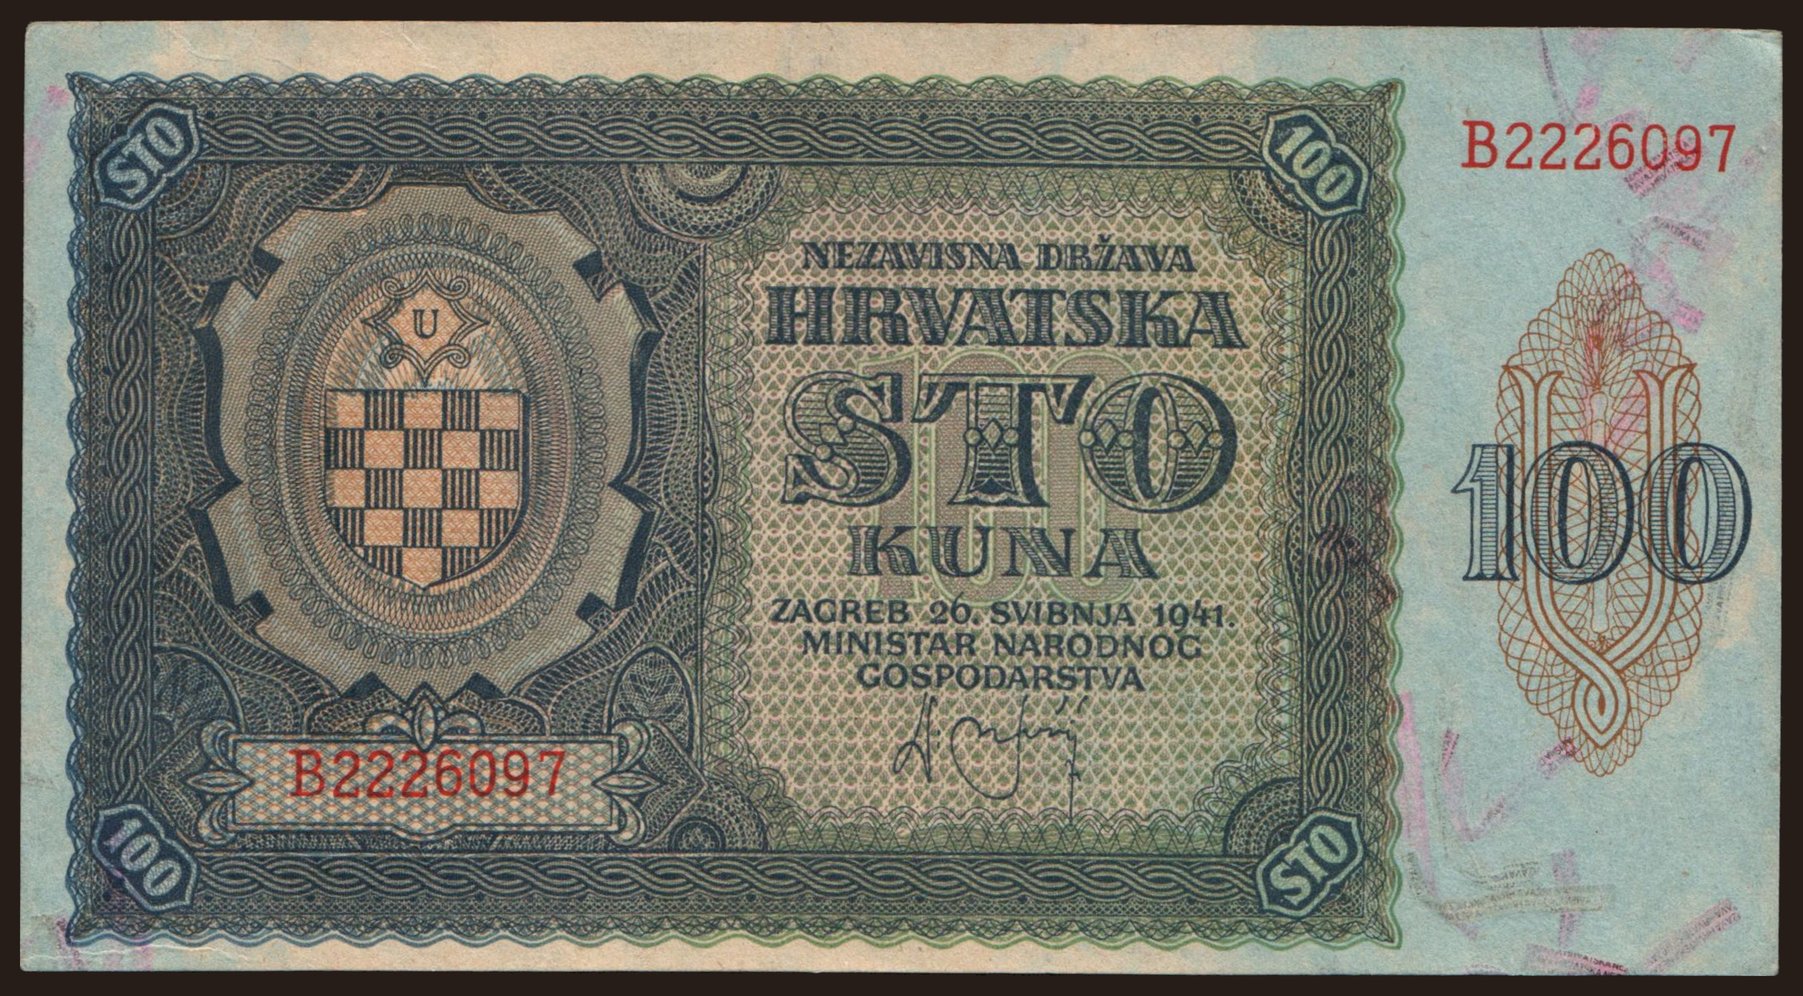 STO
100
B2226097
NEZAVISNA DRŽAVA
HRVATSKA
U
100
STO
KUNA
100
ZAGREB 26. SVIBNJA 1941.
MINISTAR NARODNOG
GOSPODARSTVA
B2226097
100
STO